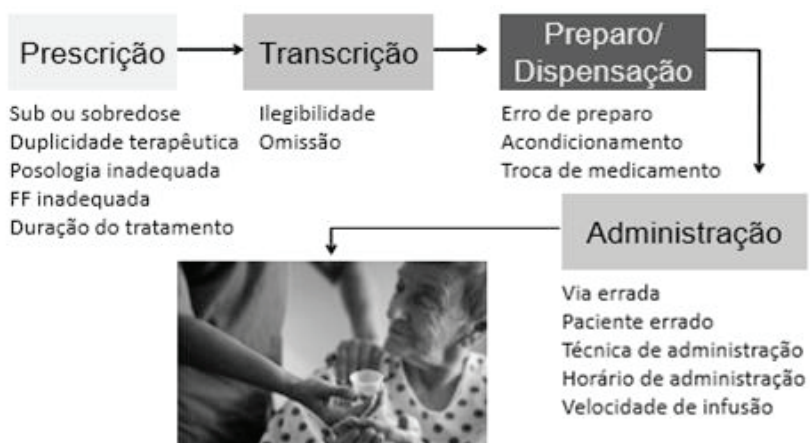 Prescrição
Sub ou sobredose
Duplicidade terapêutica
Posologia inadequada
FF inadequada
Duração do tratamento
Transcrição
Ilegibilidade
Omissão
Preparo/
Dispensação
Erro de preparo
Acondicionamento
Troca de medicamento
Administração
Via errada
Paciente errado
Técnica de administração
Horário de administração
Velocidade de infusão